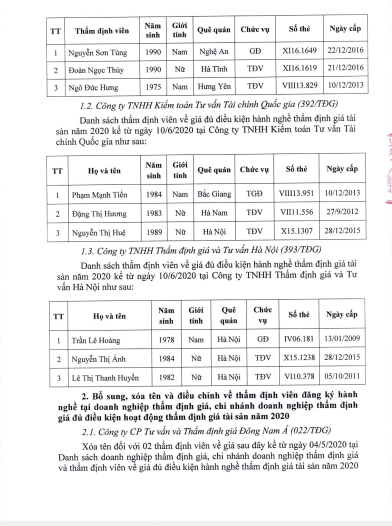 TT Thẩm định viên Năm sinh Giới tính Quê quán Chức vụ Số thẻ Ngày cấp
1 Nguyễn Sơn Tùng 1990 Nam Nghệ An GĐ XI16.1649 22/12/2016
2 Đoàn Ngọc Thúy 1990 Nữ Hà Tĩnh TĐV XI16.1619 21/12/2016
3 Ngô Đức Hưng 1975 Nam Hưng Yên TĐV VIII13.829 10/12/2013
1.2. Công ty TNHH Kiểm toán Tư vấn Tài chính Quốc gia (392/TĐG)
Danh sách thẩm định viên về giá đủ điều kiện hành nghề thẩm định giá tài
sản năm 2020 kể từ ngày 10/6/2020 tại Công ty TNHH Kiểm toán Tư vấn Tài
chính Quốc gia như sau:
TT Họ và tên Năm sinh Giới tính Quê quán Chức vụ Số thẻ Ngày cấp
1 Phạm Mạnh Tiến 1984 Nam Bắc Giang TGĐ VIII13.951 10/12/2013
2 Đặng Thị Hương 1983 Nữ Hà Nam TĐV VII11.556 27/9/2012
3 Nguyễn Thị Huệ 1989 Nữ Hà Nội TĐV X15.1307 28/12/2015
1.3. Công ty TNHH Thẩm định giá và Tư vấn Hà Nội (393/TĐG)
Danh sách thẩm định viên về giá đủ điều kiện hành nghề thẩm định giá tài
sản năm 2020 kể từ ngày 10/6/2020 tại Công ty TNHH Thẩm định giá và Tư
vấn Hà Nội như sau:
TT Họ và tên Năm sinh Giới tính Quê quán Chức vụ Số thẻ Ngày cấp
1 Trần Lê Hoàng 1978 Nam Hà Nội GĐ IV06.181 13/01/2009
2 Nguyễn Thị Ánh 1984 Nữ Hà Nội TĐV X15.1238 28/12/2015
3 Lê Thị Thanh Huyền 1982 Nữ Hà Nội TĐV VI10.378 05/10/2011
2. Bổ sung, xóa tên và điều chỉnh về thẩm định viên đăng ký hành
nghề tại doanh nghiệp thẩm định giá, chi nhánh doanh nghiệp thẩm định
giá đủ điều kiện hoạt động thẩm định giá tài sản năm 2020
2.1. Công ty CP Tư vấn và Thẩm định giá Đông Nam Á (022/TĐG)
Xóa tên đối với 02 thẩm định viên về giá sau đây kể từ ngày 04/5/2020 tại
Danh sách doanh nghiệp thẩm định giá, chi nhánh doanh nghiệp thẩm định giá
và thẩm định viên về giá đủ điều kiện hành nghề thẩm định giá tài sản năm 2020